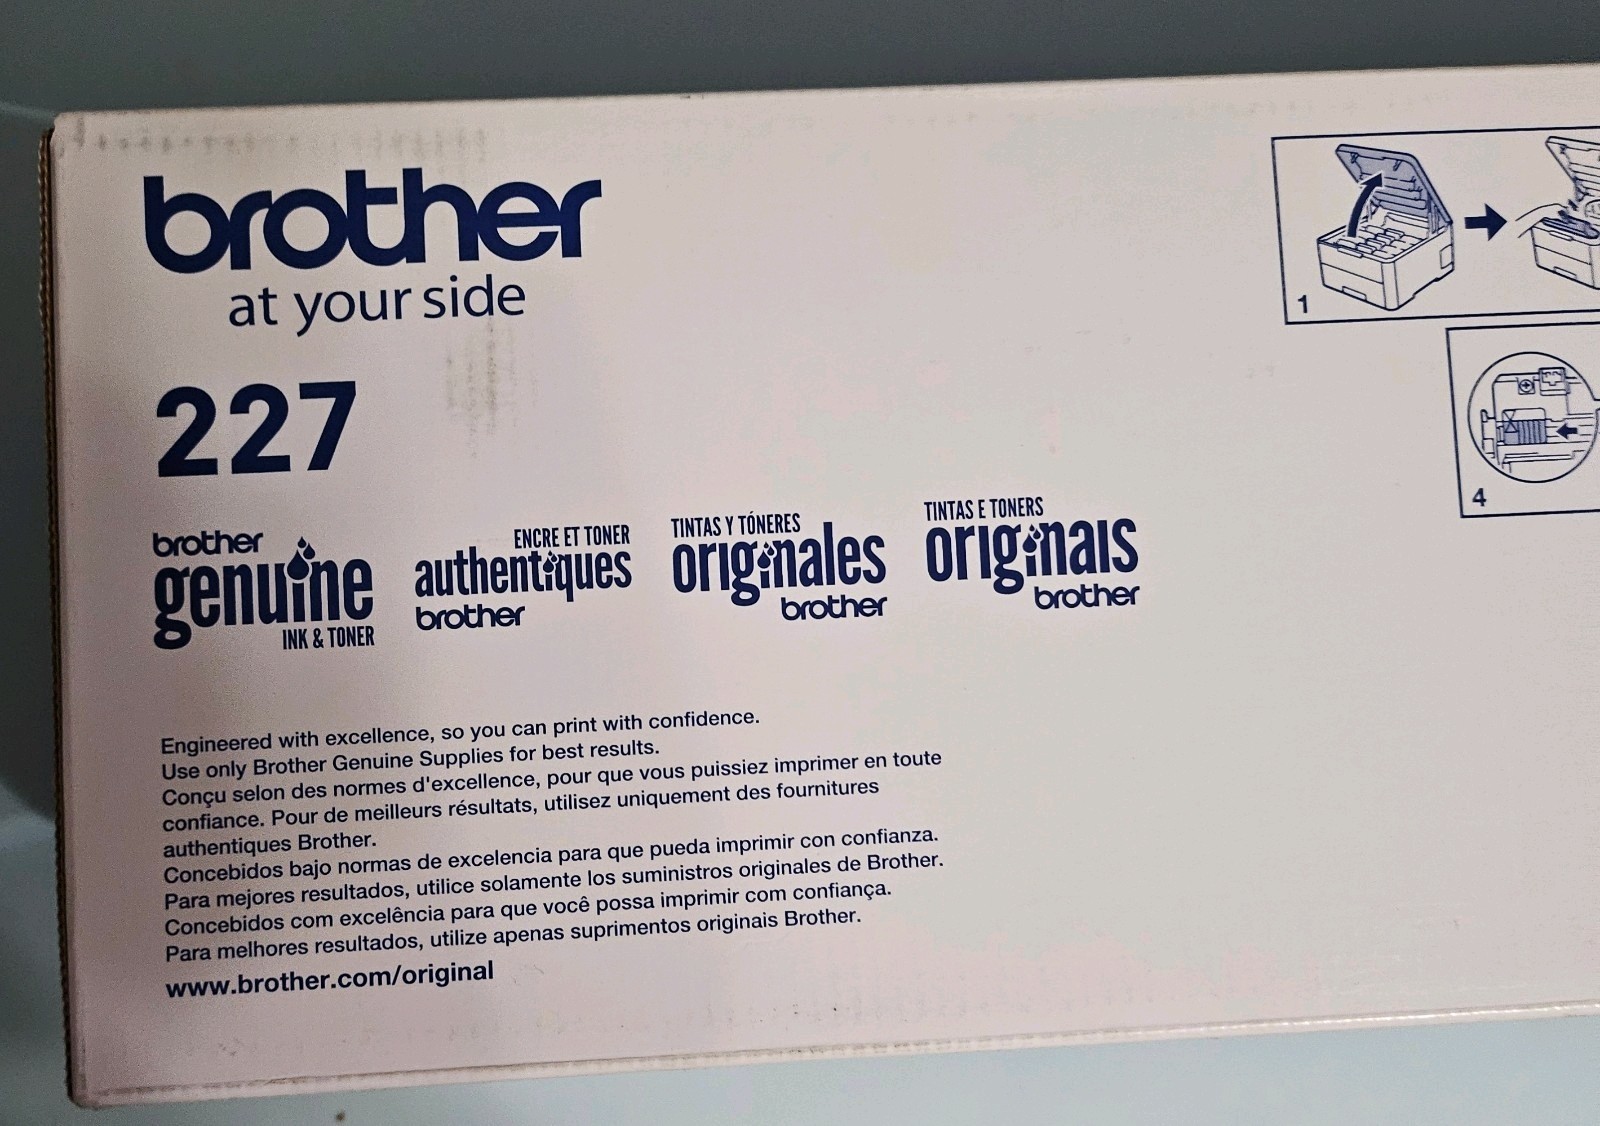 brother
at your side
227
brother
genuine
INK & TONER
ENCRE ET TONER
authentiques
brother
TINTAS Y TÓNERES
originales
brother
TINTAS E TONERS
originais
brother
Engineered with excellence, so you can print with confidence.
Use only Brother Genuine Supplies for best results.
Conçu selon des normes d'excellence, pour que vous puissiez imprimer en toute
confiance. Pour de meilleurs résultats, utilisez uniquement des fournitures
authentiques Brother.
Concebidos bajo normas de excelencia para que pueda imprimir con confianza.
Para mejores resultados, utilice solamente los suministros originales de Brother.
Concebidos com excelência para que você possa imprimir com confiança.
Para melhores resultados, utilize apenas suprimentos originais Brother.
www.brother.com/original
1
4